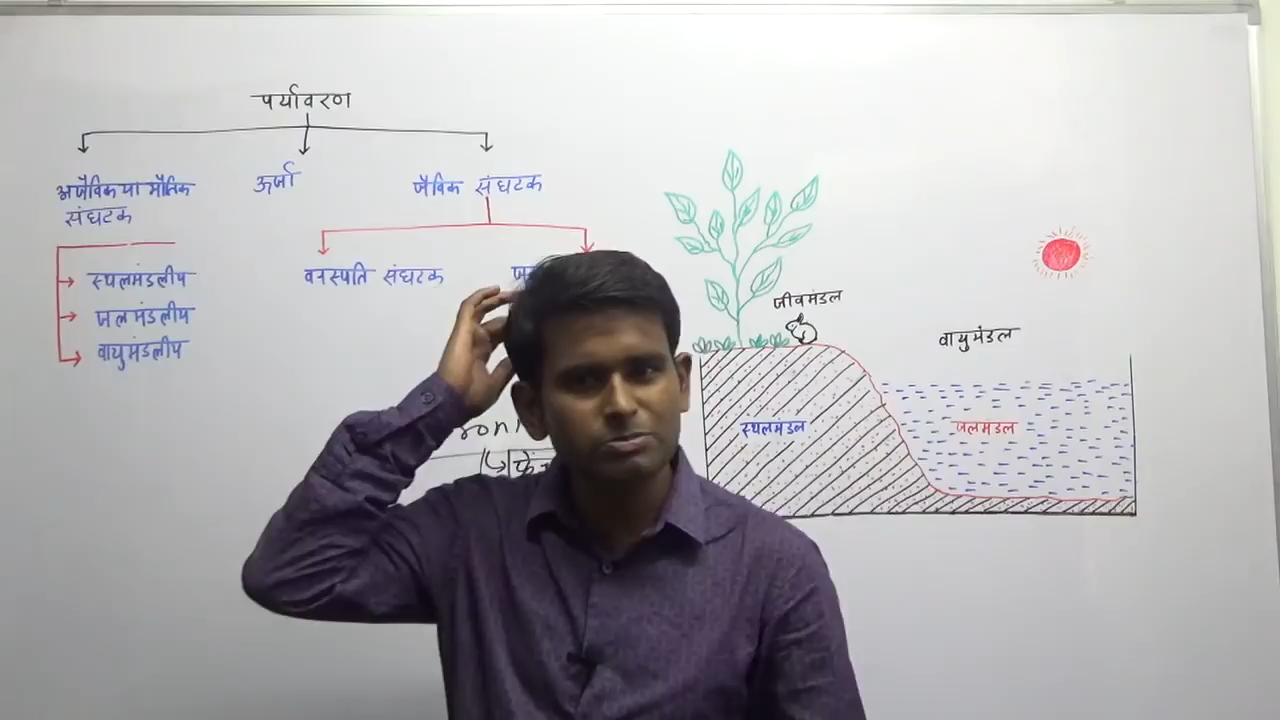 पर्यावरण
अजैविक या भौतिक
संघटक
ऊर्जा
जैविक संघटक
वनस्पति संघटक
स्थलमंडलीय
जलमंडलीय
वायुमंडलीय
जीवमंडल
वायुमंडल
स्थलमंडल
जलमंडल